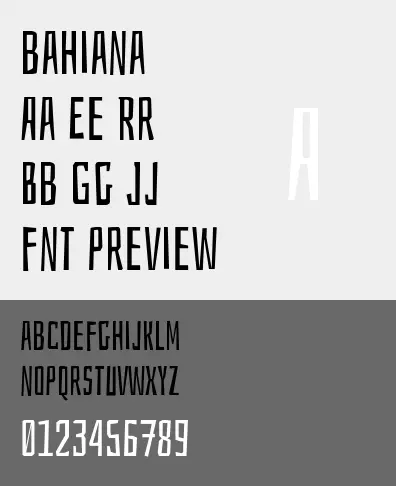 BAHIANA
AA EE RR
A
BB GG JJ
FNT PREVIEW
ABCDEFGHIJKLM
NOPQRSTUVWXYZ
0123456789